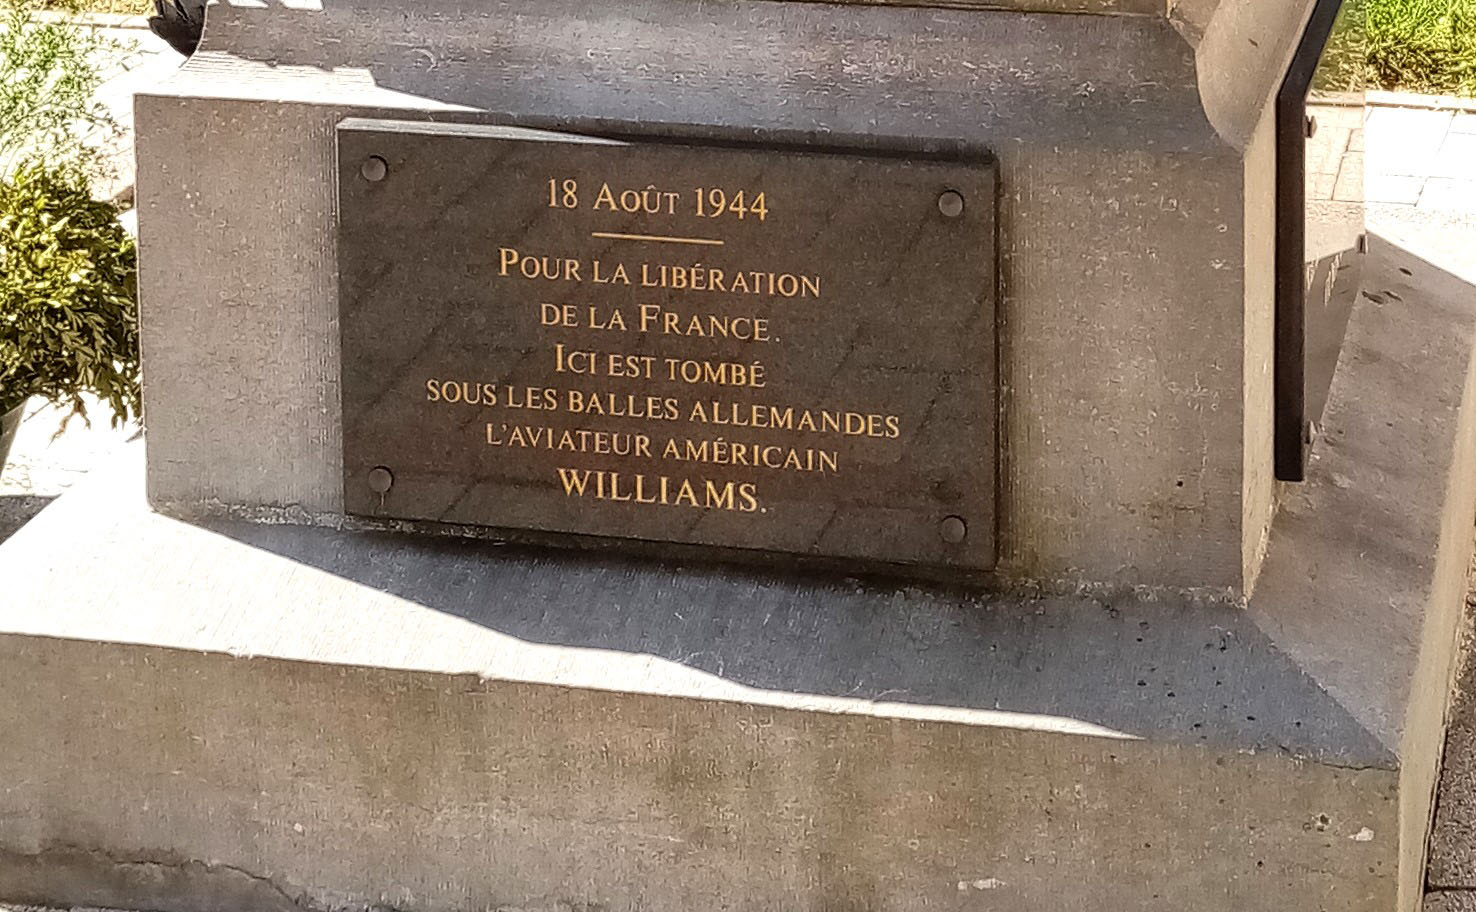 18 AOÛT 1944
POUR LA LIBÉRATION
DE LA FRANCE.
ICI EST TOMBÉ
SOUS LES BALLES ALLEMANDES
L'AVIATEUR AMÉRICAIN
WILLIAMS.